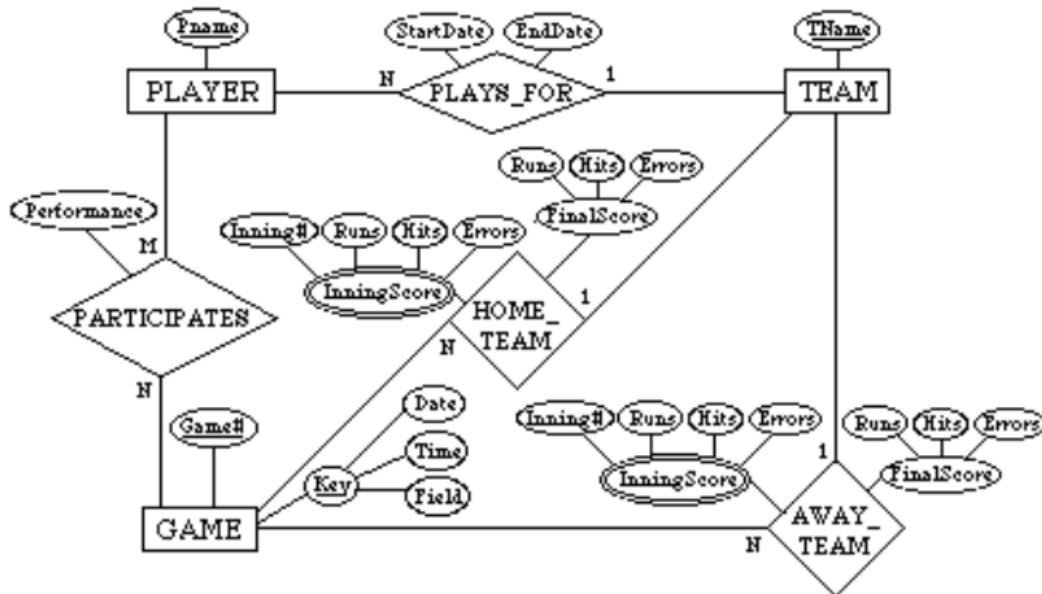 Pname
StartDate
EndDate
TName
PLAYER
N
PLAYS_FOR
1
TEAM
Runs
Hits
Errors
Performance
FinalScore
Inning#
Runs
Hits
Errors
M
InningScore
1
HOME_
TEAM
PARTICIPATES
N
N
Date
Game#
Time
Key
Field
Inning#
Runs
Hits
Errors
Runs
Hits
Errors
1
InningScore
FinalScore
GAME
N
AWAY_
TEAM